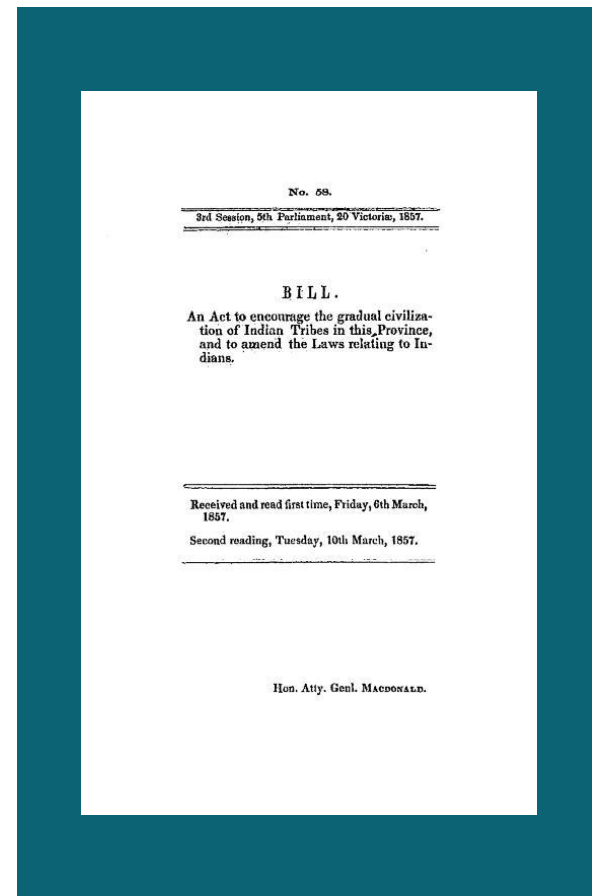 No. 58.
3rd Session, 5th Parliament, 20 Victoriæ, 1857.
BILL.
An Act to encourage the gradual civiliza-
tion of Indian Tribes in this Province,
and to amend the Laws relating to In-
dians.
Received and read first time, Friday, 6th March,
1857.
Second reading, Tuesday, 10th March, 1857.
Hon. Atty. Genl. MACDONALD.